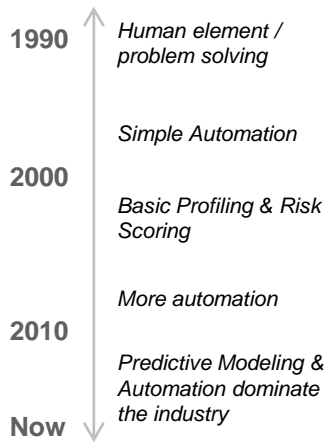 1990
Human element /
problem solving
Simple Automation
2000
Basic Profiling & Risk
Scoring
More automation
2010
Predictive Modeling &
Automation dominate
the industry
Now